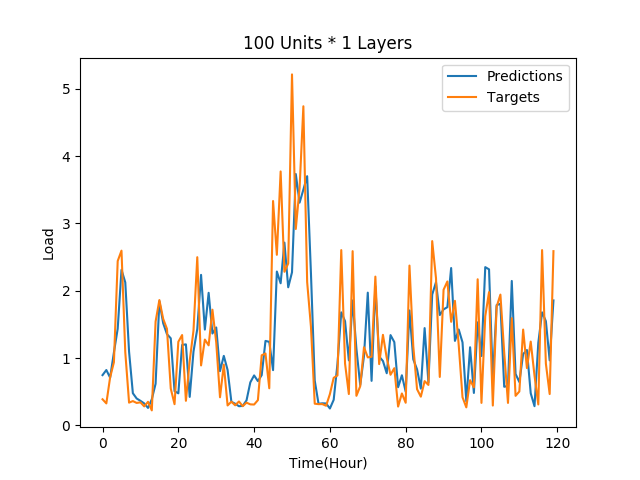 100 Units * 1 Layers
Predictions
Targets
Load
5
4
3
2
1
0
0 20 40 60 80 100 120
Time(Hour)